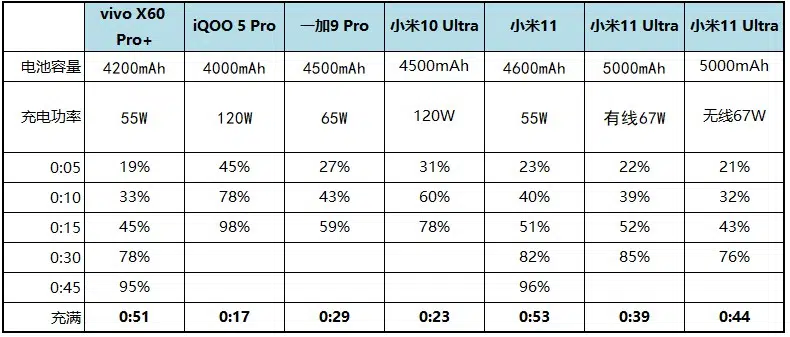 vivo X60 Pro+ iQOO 5 Pro 一加9 Pro 小米10 Ultra 小米11 小米11 Ultra 小米11 Ultra
电池容量 4200mAh 4000mAh 4500mAh 4500mAh 4600mAh 5000mAh 5000mAh
充电功率 55W 120W 65W 120W 55W 有线67W 无线67W
0:05 19% 45% 27% 31% 23% 22% 21%
0:10 33% 78% 43% 60% 40% 39% 32%
0:15 45% 98% 59% 78% 51% 52% 43%
0:30 78% 82% 85% 76%
0:45 95% 96%
充满 0:51 0:17 0:29 0:23 0:53 0:39 0:44